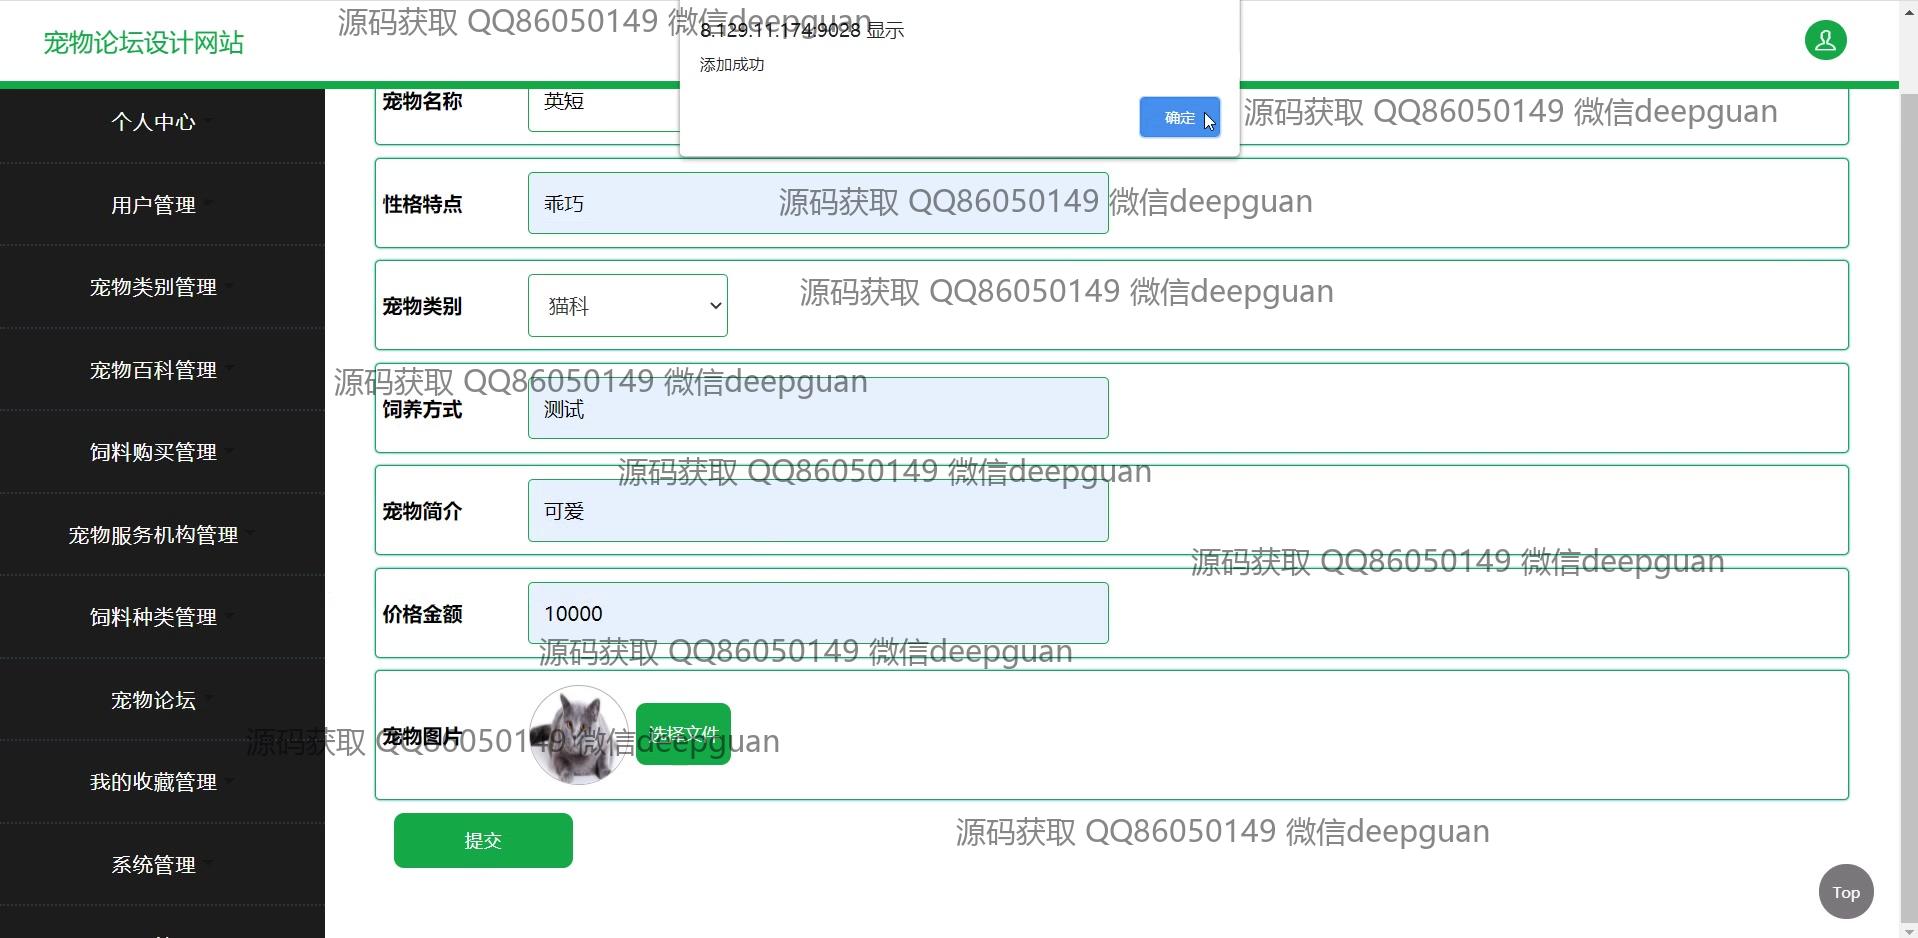 源码获取 QQ86050149 微信deepguan
8.129.11.174:9028 显示
宠物论坛设计网站
添加成功
确定
源码获取 QQ86050149 微信deepguan
宠物名称
英短
个人中心
性格特点
乖巧
源码获取 QQ86050149 微信deepguan
用户管理
宠物类别管理
宠物类别
猫科
源码获取 QQ86050149 微信deepguan
宠物百科管理
源码获取 QQ86050149 微信deepguan
饲养方式
测试
饲料购买管理
源码获取 QQ86050149 微信deepguan
宠物简介
可爱
宠物服务机构管理
源码获取 QQ86050149 微信deepguan
饲料种类管理
价格金额
10000
源码获取 QQ86050149 微信deepguan
宠物论坛
宠物图片
选择文件
源码获取 QQ86050149 微信deepguan
我的收藏管理
提交
源码获取 QQ86050149 微信deepguan
系统管理
Top